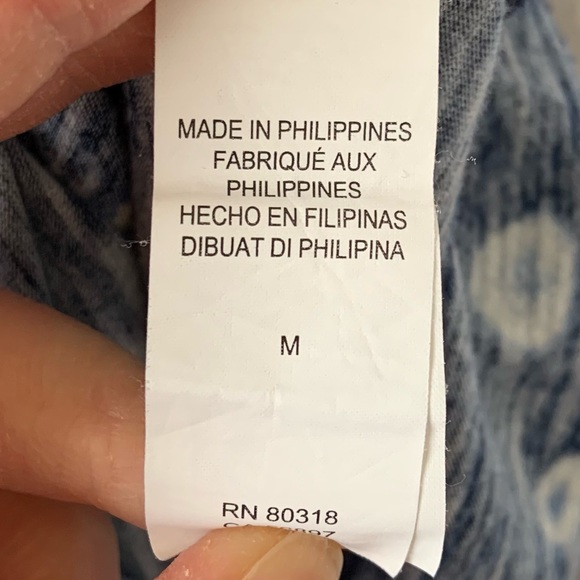 MADE IN PHILIPPINES
FABRIQUÉ AUX
PHILIPPINES
HECHO EN FILIPINAS
DIBUAT DI PHILIPINA
M
RN 80318